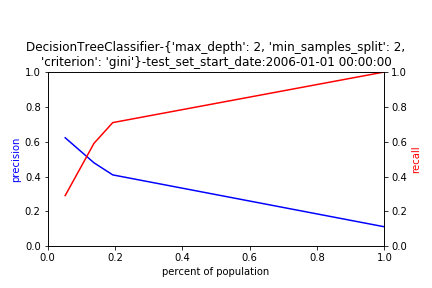 DecisionTreeClassifier-{'max_depth': 2, 'min_samples_split': 2,
'criterion': 'gini'}-test_set_start_date:2006-01-01 00:00:00
1.0
0.8
0.6
0.4
0.2
0.0
precision
1.0
0.8
0.6
0.4
0.2
0.0
recall
0.0 0.2 0.4 0.6 0.8 1.0
percent of population